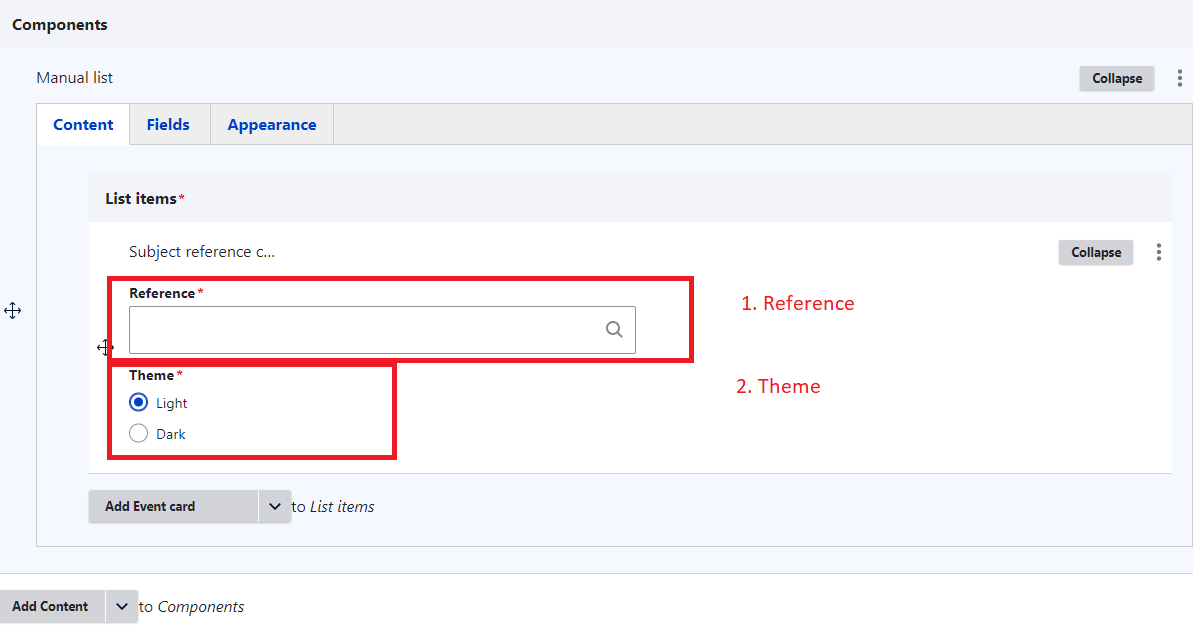 Components
Manual list
Collapse
Content Fields Appearance
List items*
Subject reference c...
Collapse
Reference*
1. Reference
Theme*
2. Theme
Light
Dark
Add Event card to List items
Add Content to Components